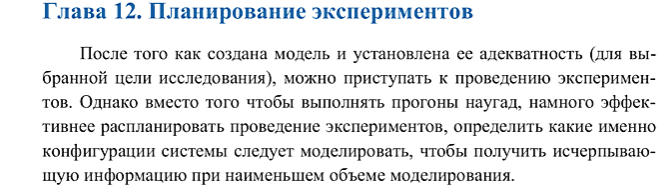 Глава 12. Планирование экспериментов
После того как создана модель и установлена ее адекватность (для вы-
бранной цели исследования), можно приступать к проведению эксперимен-
тов. Однако вместо того чтобы выполнять прогоны наугад, намного эффек-
тивнее распланировать проведение экспериментов, определить какие именно
конфигурации системы следует моделировать, чтобы получить исчерпываю-
щую информацию при наименьшем объеме моделирования.